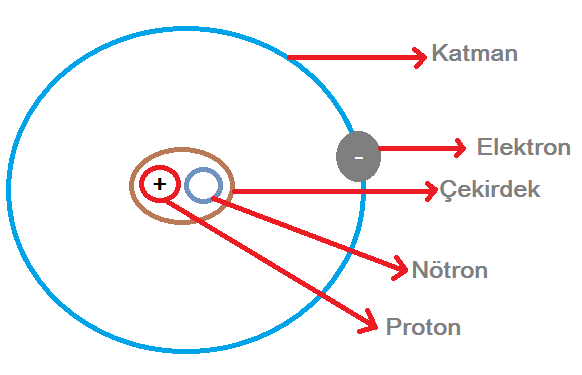 Katman
Elektron
-
+
Çekirdek
Nötron
Proton